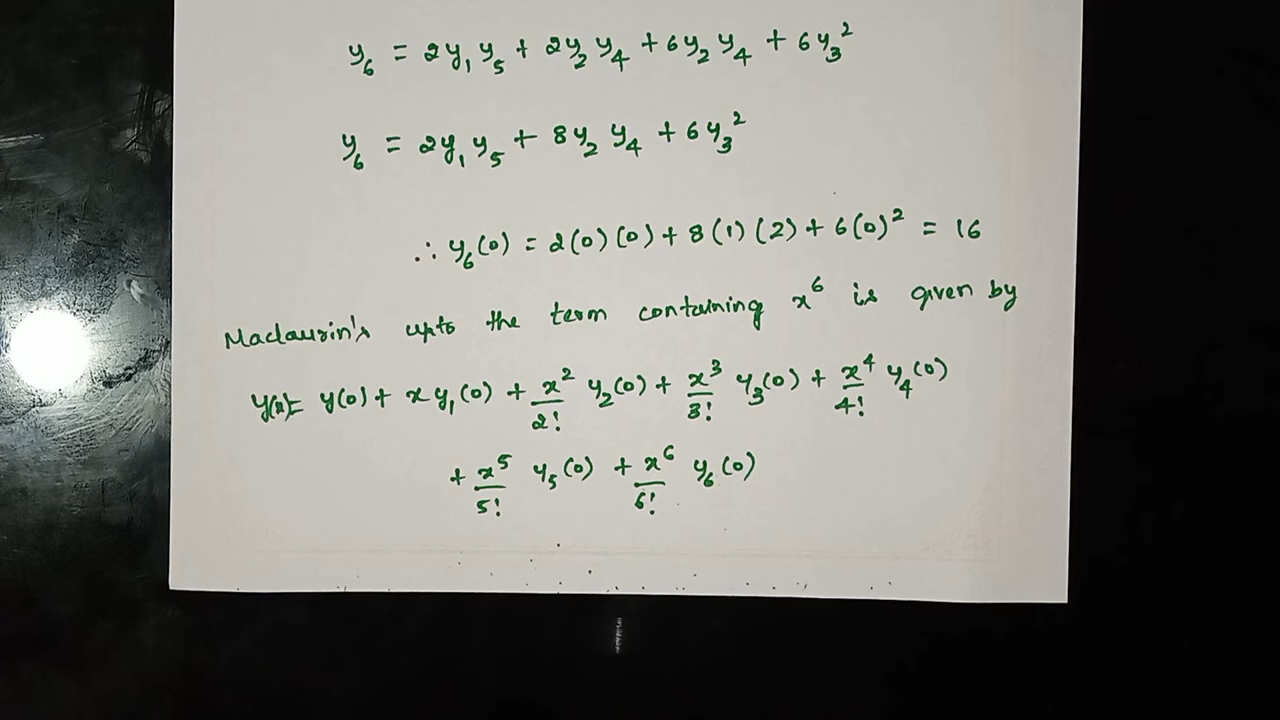 y₆ = 2y₁y₅ + 2y₂y₄ + 6y₂y₄ + 6y₃²
y₆ = 2y₁y₅ + 8y₂y₄ + 6y₃²
∴ y₆(0) = 2(0)(0) + 8(1)(2) + 6(0)² = 16
Maclaurin's upto the term containing x⁶ is given by
y(x)= y(0) + x y₁(0) + x²/2! y₂(0) + x³/3! y₃(0) + x⁴/4! y₄(0)
+ x⁵/5! y₅(0) + x⁶/6! y₆(0)